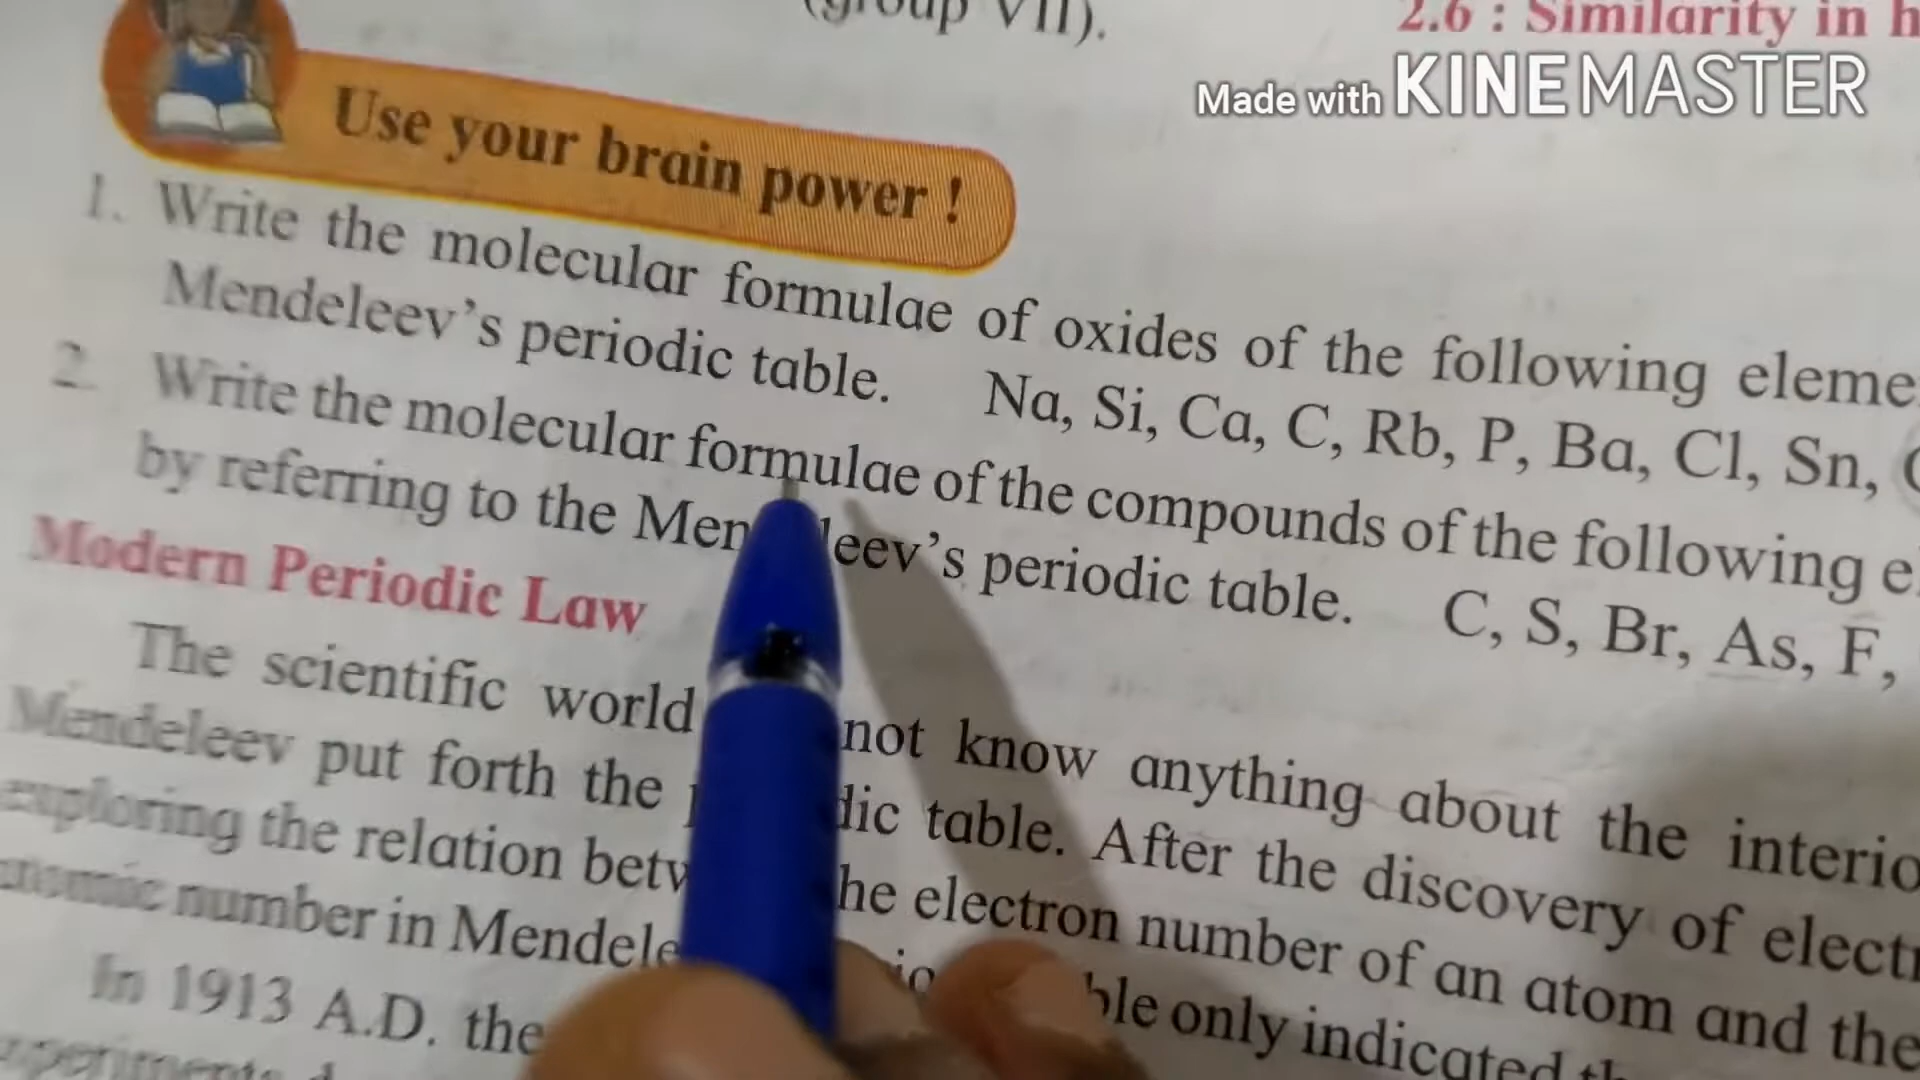 (group VII).
2.6 : Similarity in h
Made with KINEMASTER
Use your brain power !
1. Write the molecular formulae of oxides of the following eleme
Mendeleev's periodic table. Na, Si, Ca, C, Rb, P, Ba, Cl, Sn,
2. Write the molecular formulae of the compounds of the following e
by referring to the Men leev's periodic table. C, S, Br, As, F,
Modern Periodic Law
The scientific world not know anything about the interio
Mendeleev put forth the dic table. After the discovery of electr
exploring the relation betw he electron number of an atom and the
atomic number in Mendele ble only indicated th
In 1913 A.D. the